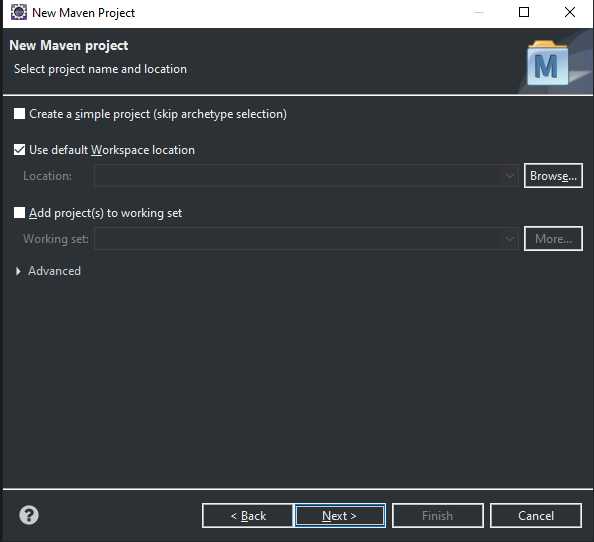 New Maven Project
New Maven project
Select project name and location
M
Create a simple project (skip archetype selection)
Use default Workspace location
Location:
Browse...
Add project(s) to working set
Working set:
More...
Advanced
?
< Back
Next >
Finish
Cancel